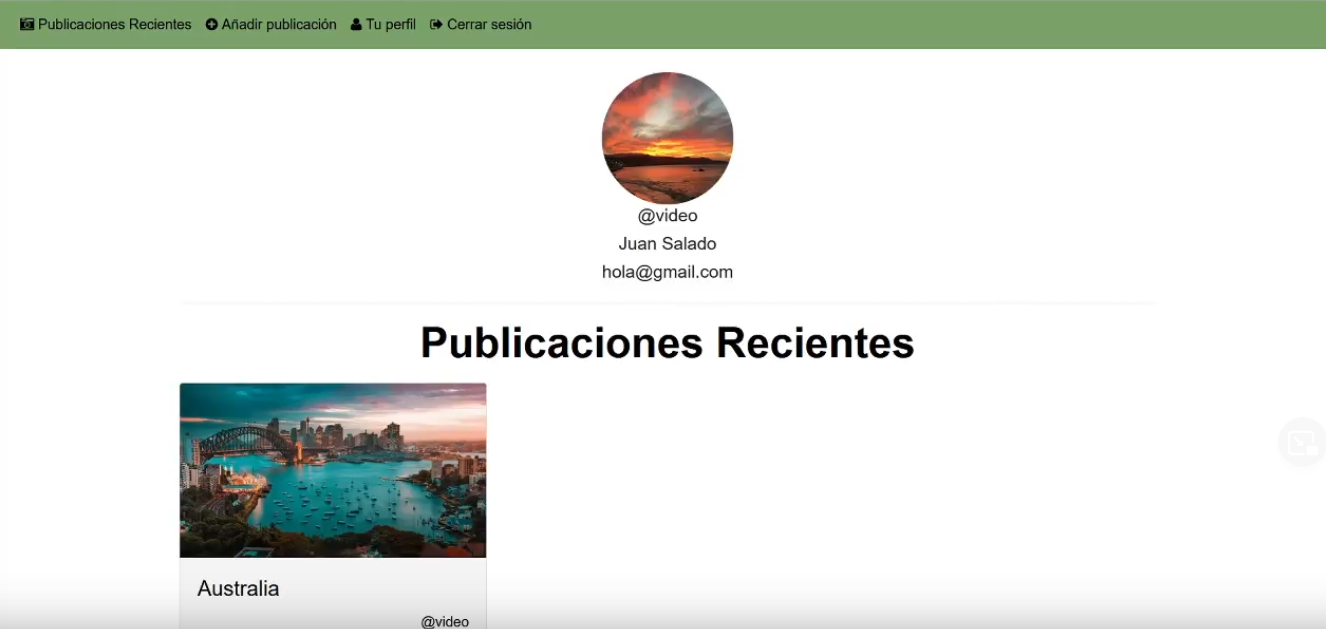 Publicaciones Recientes Añadir publicación Tu perfil Cerrar sesión
@video
Juan Salado
hola@gmail.com
Publicaciones Recientes
Australia
@video